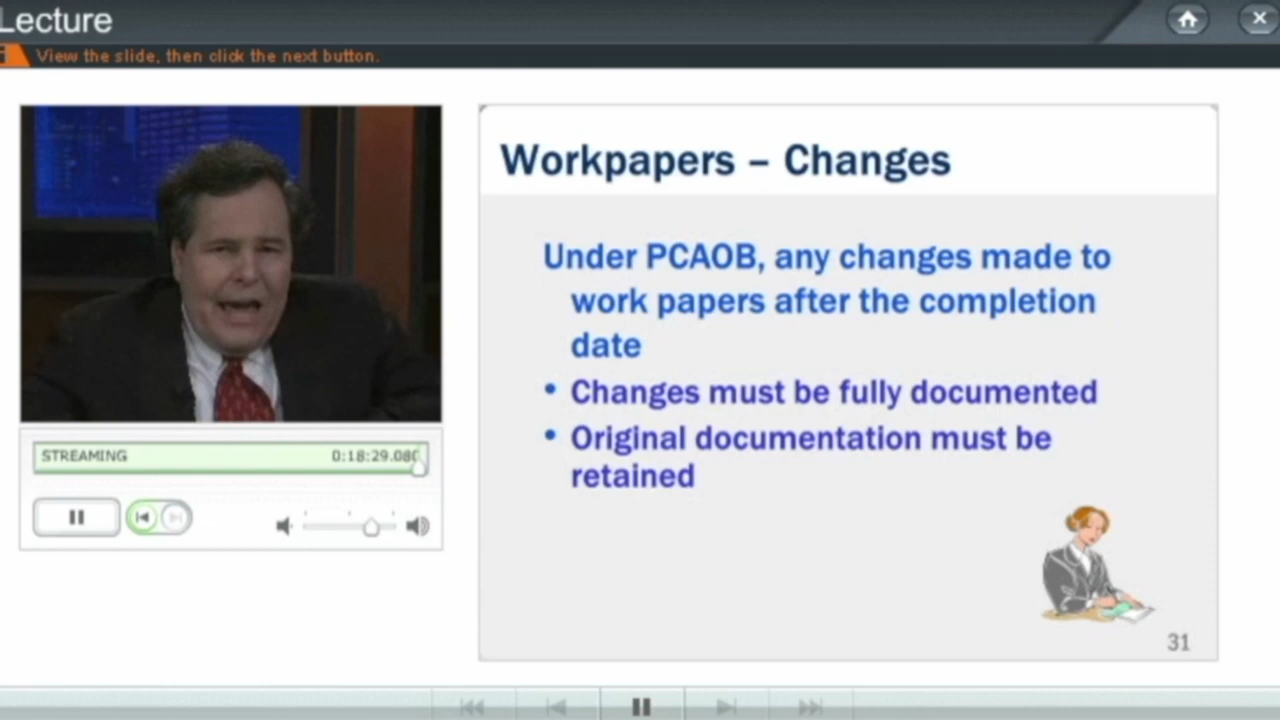 Lecture
View the slide, then click the next button.
Workpapers – Changes
Under PCAOB, any changes made to
work papers after the completion
date
• Changes must be fully documented
• Original documentation must be
retained
STREAMING 0:18:29.080
31